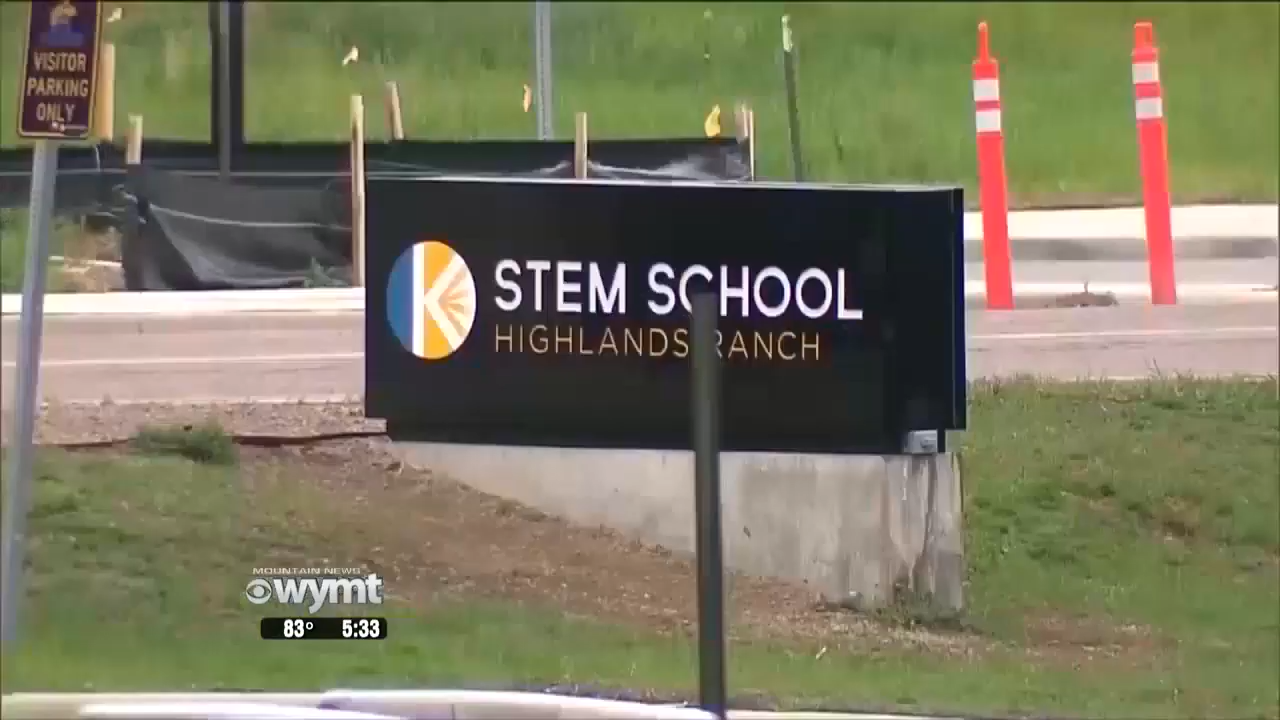 VISITOR
PARKING
ONLY
STEM SCHOOL
HIGHLANDS RANCH
MOUNTAIN NEWS
wymt
83° 5:33